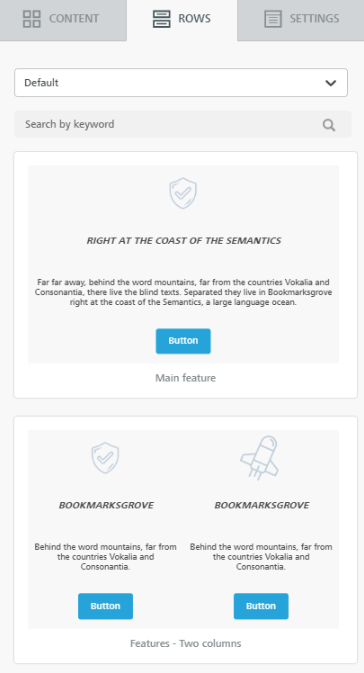 CONTENT ROWS SETTINGS
Default
Search by keyword
RIGHT AT THE COAST OF THE SEMANTICS
Far far away, behind the word mountains, far from the countries Vokalia and
Consonantia, there live the blind texts. Separated they live in Bookmarksgrove
right at the coast of the Semantics, a large language ocean.
Button
Main feature
BOOKMARKSGROVE
Behind the word mountains, far from
the countries Vokalia and
Consonantia.
Button
BOOKMARKSGROVE
Behind the word mountains, far from
the countries Vokalia and
Consonantia.
Button
Features - Two columns